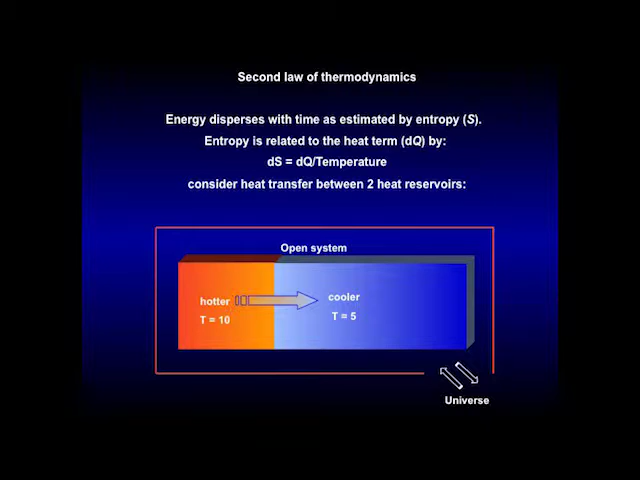 Second law of thermodynamics
Energy disperses with time as estimated by entropy (S).
Entropy is related to the heat term (dQ) by:
dS = dQ/Temperature
consider heat transfer between 2 heat reservoirs:
Open system
hotter
T = 10
cooler
T = 5
Universe